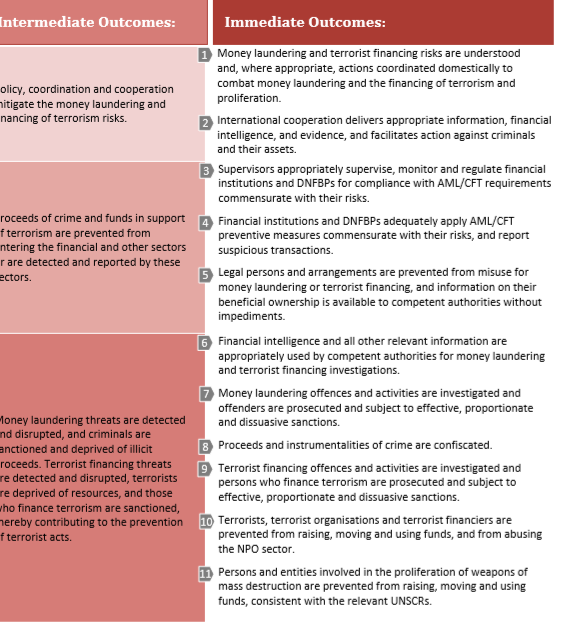 Intermediate Outcomes:
Immediate Outcomes:
olicy, coordination and cooperation
nitigate the money laundering and
nancing of terrorism risks.
1 Money laundering and terrorist financing risks are understood
and, where appropriate, actions coordinated domestically to
combat money laundering and the financing of terrorism and
proliferation.
2 International cooperation delivers appropriate information, financial
intelligence, and evidence, and facilitates action against criminals
and their assets.
roceeds of crime and funds in support
f terrorism are prevented from
ntering the financial and other sectors
r are detected and reported by these
ectors.
3 Supervisors appropriately supervise, monitor and regulate financial
institutions and DNFBPs for compliance with AML/CFT requirements
commensurate with their risks.
4 Financial institutions and DNFBPs adequately apply AML/CFT
preventive measures commensurate with their risks, and report
suspicious transactions.
5 Legal persons and arrangements are prevented from misuse for
money laundering or terrorist financing, and information on their
beneficial ownership is available to competent authorities without
impediments.
Money laundering threats are detected
nd disrupted, and criminals are
anctioned and deprived of illicit
roceeds. Terrorist financing threats
re detected and disrupted, terrorists
re deprived of resources, and those
who finance terrorism are sanctioned,
hereby contributing to the prevention
f terrorist acts.
6 Financial intelligence and all other relevant information are
appropriately used by competent authorities for money laundering
and terrorist financing investigations.
7 Money laundering offences and activities are investigated and
offenders are prosecuted and subject to effective, proportionate
and dissuasive sanctions.
8 Proceeds and instrumentalities of crime are confiscated.
9 Terrorist financing offences and activities are investigated and
persons who finance terrorism are prosecuted and subject to
effective, proportionate and dissuasive sanctions.
10 Terrorists, terrorist organisations and terrorist financiers are
prevented from raising, moving and using funds, and from abusing
the NPO sector.
11 Persons and entities involved in the proliferation of weapons of
mass destruction are prevented from raising, moving and using
funds, consistent with the relevant UNSCRs.